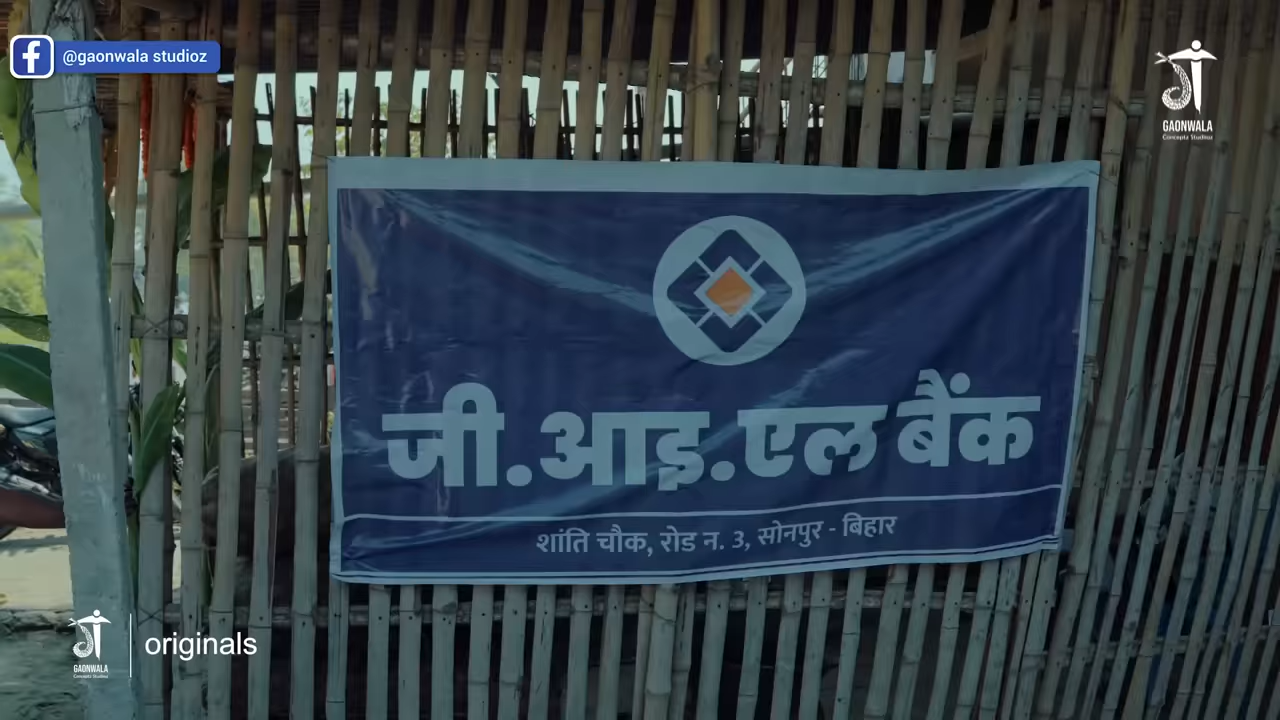 @gaonwala studioz
GAONWALA
Concepts Studioz
जी.आइ.एल बैंक
शांति चौक, रोड न. 3, सोनपुर - बिहार
GAONWALA
Concepts Studioz
originals